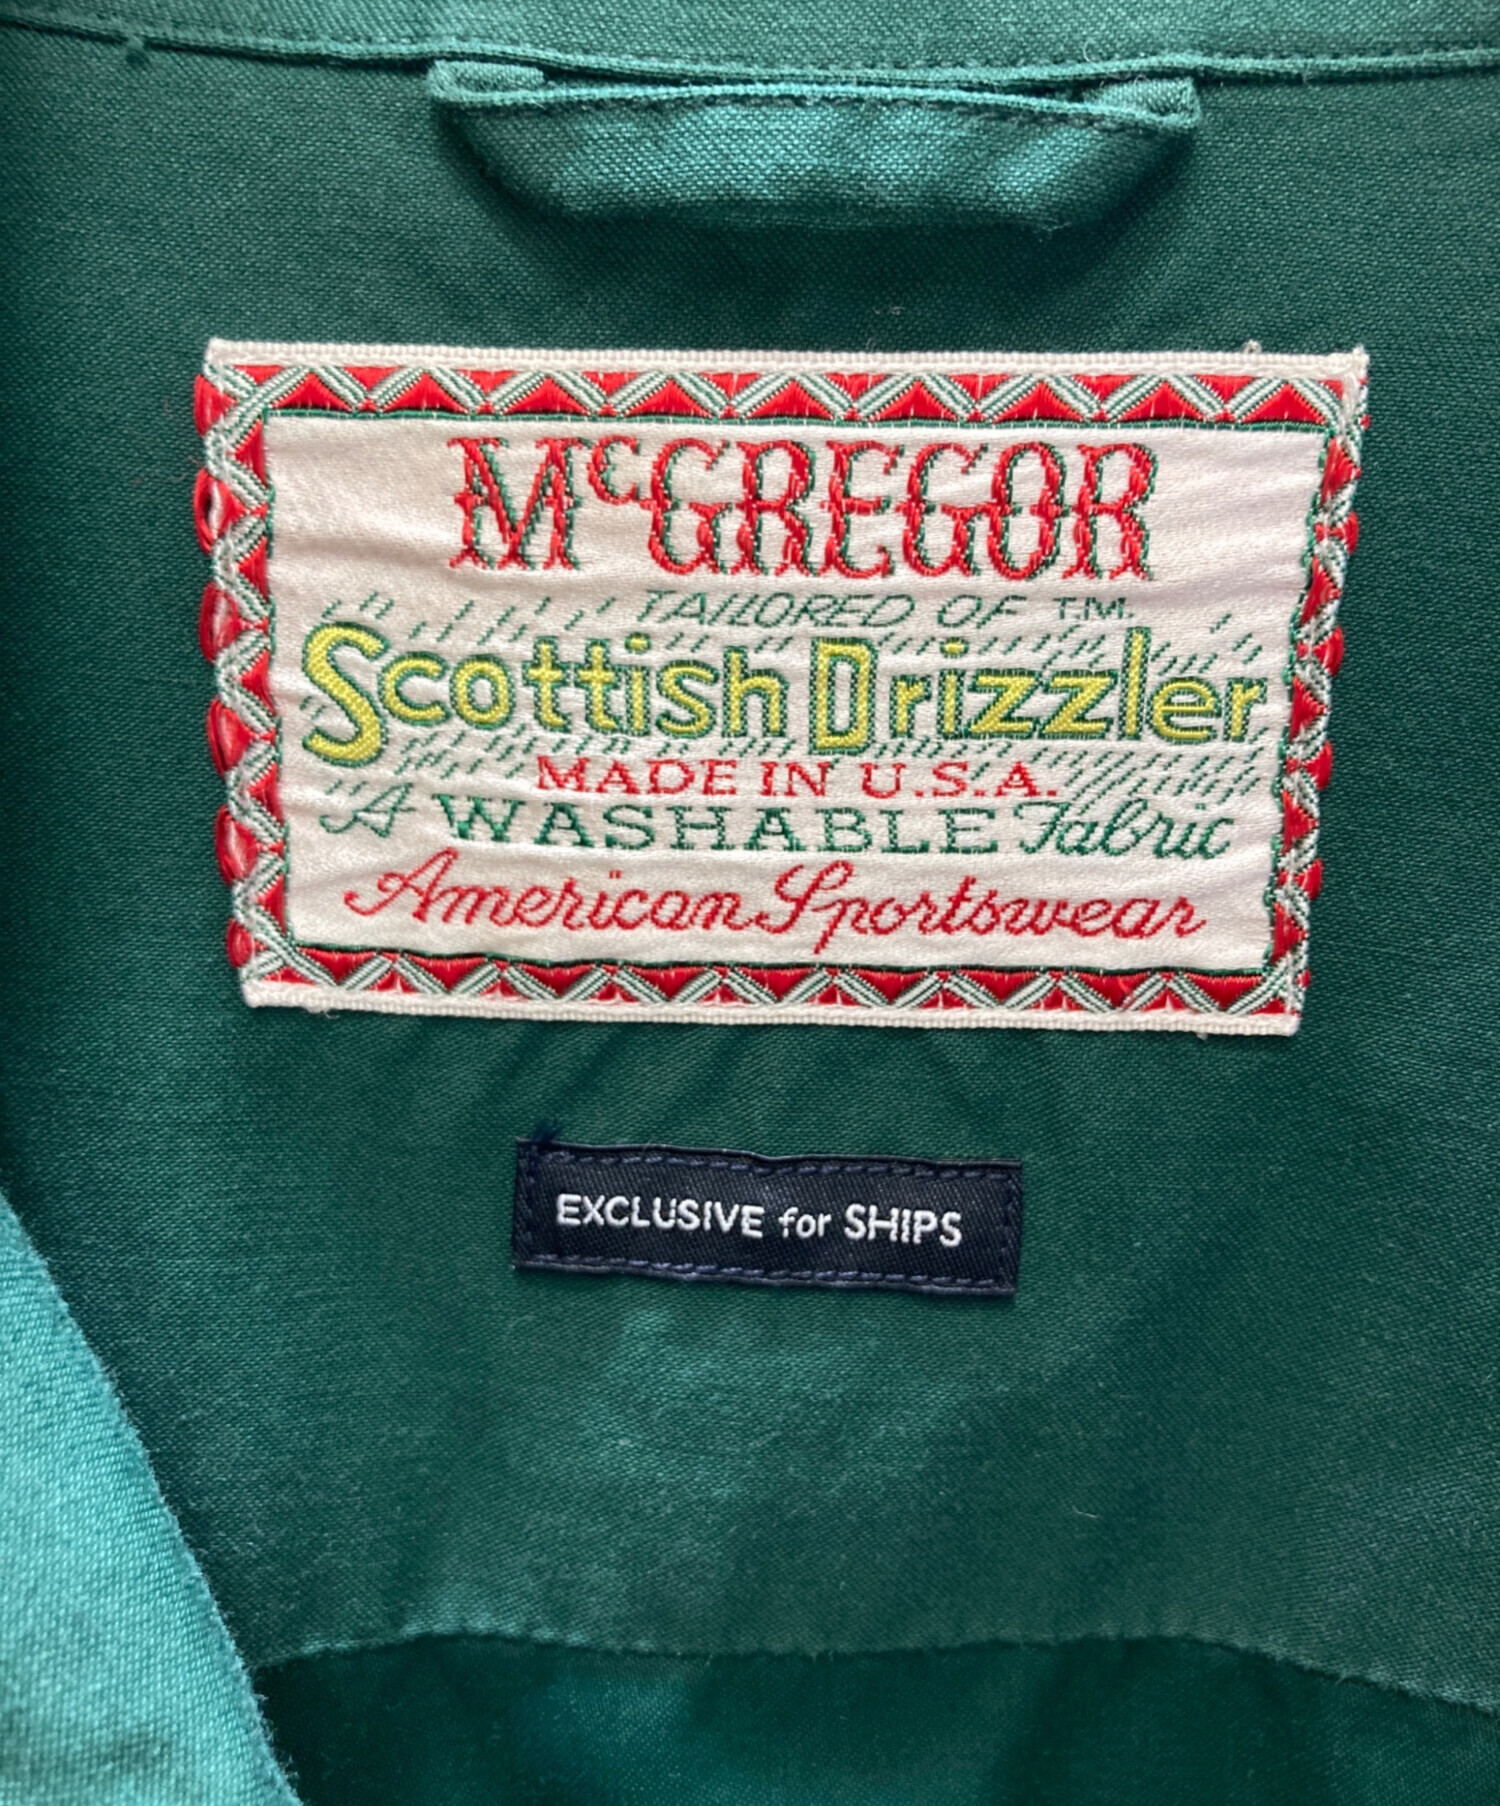 McGREGOR
TAILORED OF T.M.
Scottish Drizzler
MADE IN U.S.A.
A WASHABLE Fabric
American Sportswear
EXCLUSIVE for SHIPS